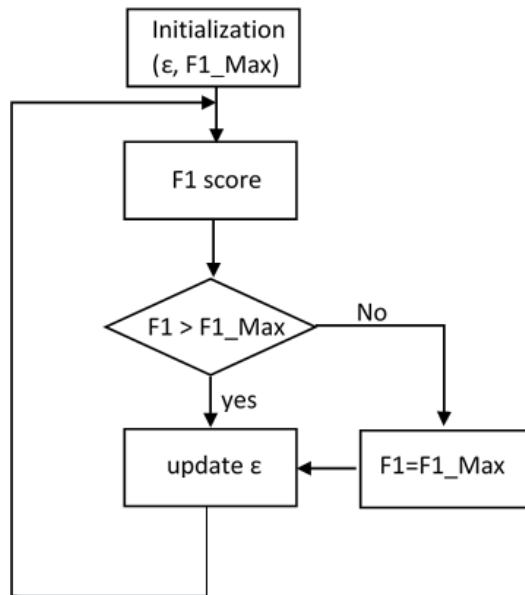 Initialization
(ε, F1_Max)
F1 score
F1 > F1_Max
No
yes
update ε
F1=F1_Max